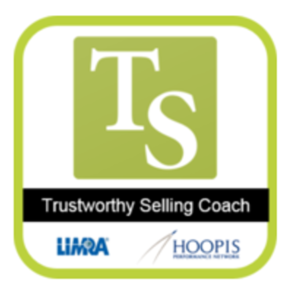 TS
Trustworthy Selling Coach
LIMRA®
HOOPIS
PERFORMANCE NETWORK